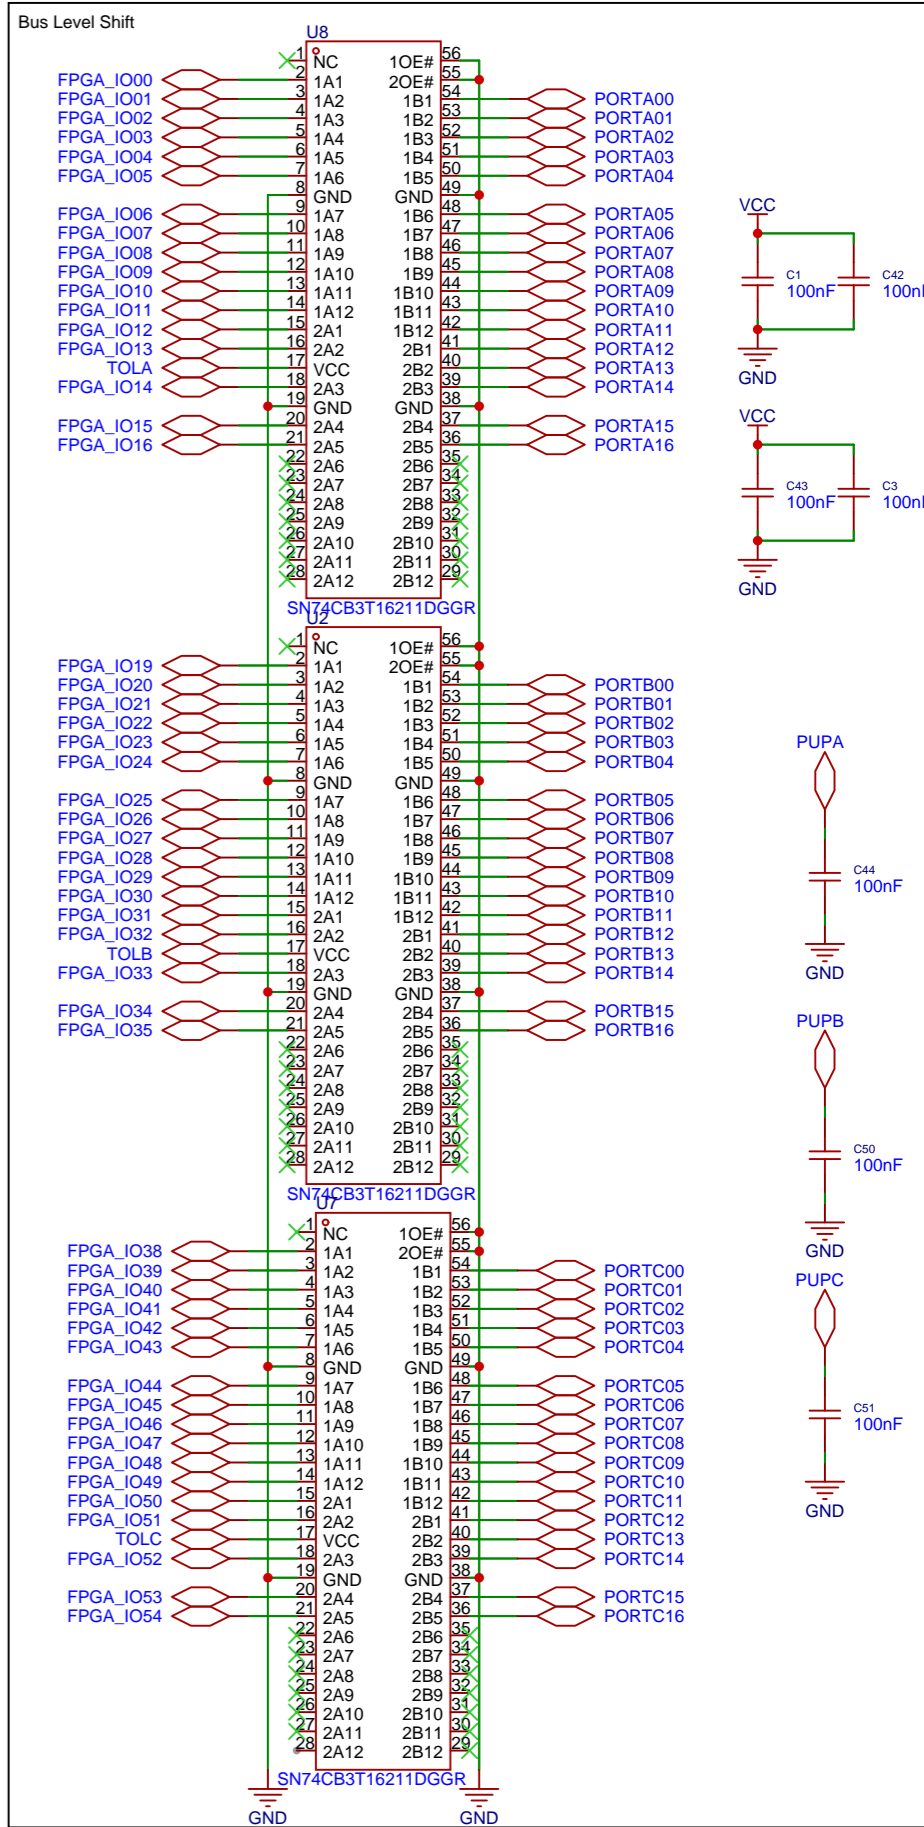 Bus Level Shift
U8
1 NC 1OE# 56
FPGA_IO00 2 1A1 2OE# 55
FPGA_IO01 3 1A2 1B1 54 PORTA00
FPGA_IO02 4 1A3 1B2 53 PORTA01
FPGA_IO03 5 1A4 1B3 52 PORTA02
FPGA_IO04 6 1A5 1B4 51 PORTA03
FPGA_IO05 7 1A6 1B5 50 PORTA04
8 GND GND 49
FPGA_IO06 9 1A7 1B6 48 PORTA05
FPGA_IO07 10 1A8 1B7 47 PORTA06
FPGA_IO08 11 1A9 1B8 46 PORTA07
FPGA_IO09 12 1A10 1B9 45 PORTA08
FPGA_IO10 13 1A11 1B10 44 PORTA09
FPGA_IO11 14 1A12 1B11 43 PORTA10
FPGA_IO12 15 2A1 1B12 42 PORTA11
FPGA_IO13 16 2A2 2B1 41 PORTA12
TOLA 17 VCC 2B2 40 PORTA13
FPGA_IO14 18 2A3 2B3 39 PORTA14
19 GND GND 38
FPGA_IO15 20 2A4 2B4 37 PORTA15
FPGA_IO16 21 2A5 2B5 36 PORTA16
22 2A6 2B6 35
23 2A7 2B7 34
24 2A8 2B8 33
25 2A9 2B9 32
26 2A10 2B10 31
27 2A11 2B11 30
28 2A12 2B12 29
SN74CB3T16211DGGR
U2
1 NC 1OE# 56
FPGA_IO19 2 1A1 2OE# 55
FPGA_IO20 3 1A2 1B1 54 PORTB00
FPGA_IO21 4 1A3 1B2 53 PORTB01
FPGA_IO22 5 1A4 1B3 52 PORTB02
FPGA_IO23 6 1A5 1B4 51 PORTB03
FPGA_IO24 7 1A6 1B5 50 PORTB04
8 GND GND 49
FPGA_IO25 9 1A7 1B6 48 PORTB05
FPGA_IO26 10 1A8 1B7 47 PORTB06
FPGA_IO27 11 1A9 1B8 46 PORTB07
FPGA_IO28 12 1A10 1B9 45 PORTB08
FPGA_IO29 13 1A11 1B10 44 PORTB09
FPGA_IO30 14 1A12 1B11 43 PORTB10
FPGA_IO31 15 2A1 1B12 42 PORTB11
FPGA_IO32 16 2A2 2B1 41 PORTB12
TOLB 17 VCC 2B2 40 PORTB13
FPGA_IO33 18 2A3 2B3 39 PORTB14
19 GND GND 38
FPGA_IO34 20 2A4 2B4 37 PORTB15
FPGA_IO35 21 2A5 2B5 36 PORTB16
22 2A6 2B6 35
23 2A7 2B7 34
24 2A8 2B8 33
25 2A9 2B9 32
26 2A10 2B10 31
27 2A11 2B11 30
28 2A12 2B12 29
SN74CB3T16211DGGR
U7
1 NC 1OE# 56
FPGA_IO38 2 1A1 2OE# 55
FPGA_IO39 3 1A2 1B1 54 PORTC00
FPGA_IO40 4 1A3 1B2 53 PORTC01
FPGA_IO41 5 1A4 1B3 52 PORTC02
FPGA_IO42 6 1A5 1B4 51 PORTC03
FPGA_IO43 7 1A6 1B5 50 PORTC04
8 GND GND 49
FPGA_IO44 9 1A7 1B6 48 PORTC05
FPGA_IO45 10 1A8 1B7 47 PORTC06
FPGA_IO46 11 1A9 1B8 46 PORTC07
FPGA_IO47 12 1A10 1B9 45 PORTC08
FPGA_IO48 13 1A11 1B10 44 PORTC09
FPGA_IO49 14 1A12 1B11 43 PORTC10
FPGA_IO50 15 2A1 1B12 42 PORTC11
FPGA_IO51 16 2A2 2B1 41 PORTC12
TOLC 17 VCC 2B2 40 PORTC13
FPGA_IO52 18 2A3 2B3 39 PORTC14
19 GND GND 38
FPGA_IO53 20 2A4 2B4 37 PORTC15
FPGA_IO54 21 2A5 2B5 36 PORTC16
22 2A6 2B6 35
23 2A7 2B7 34
24 2A8 2B8 33
25 2A9 2B9 32
26 2A10 2B10 31
27 2A11 2B11 30
28 2A12 2B12 29
SN74CB3T16211DGGR
GND GND
VCC
C1 C42
100nF 100n
GND
VCC
C43 C3
100nF 100n
GND
PUPA
C44
100nF
GND
PUPB
C50
100nF
GND
PUPC
C51
100nF
GND